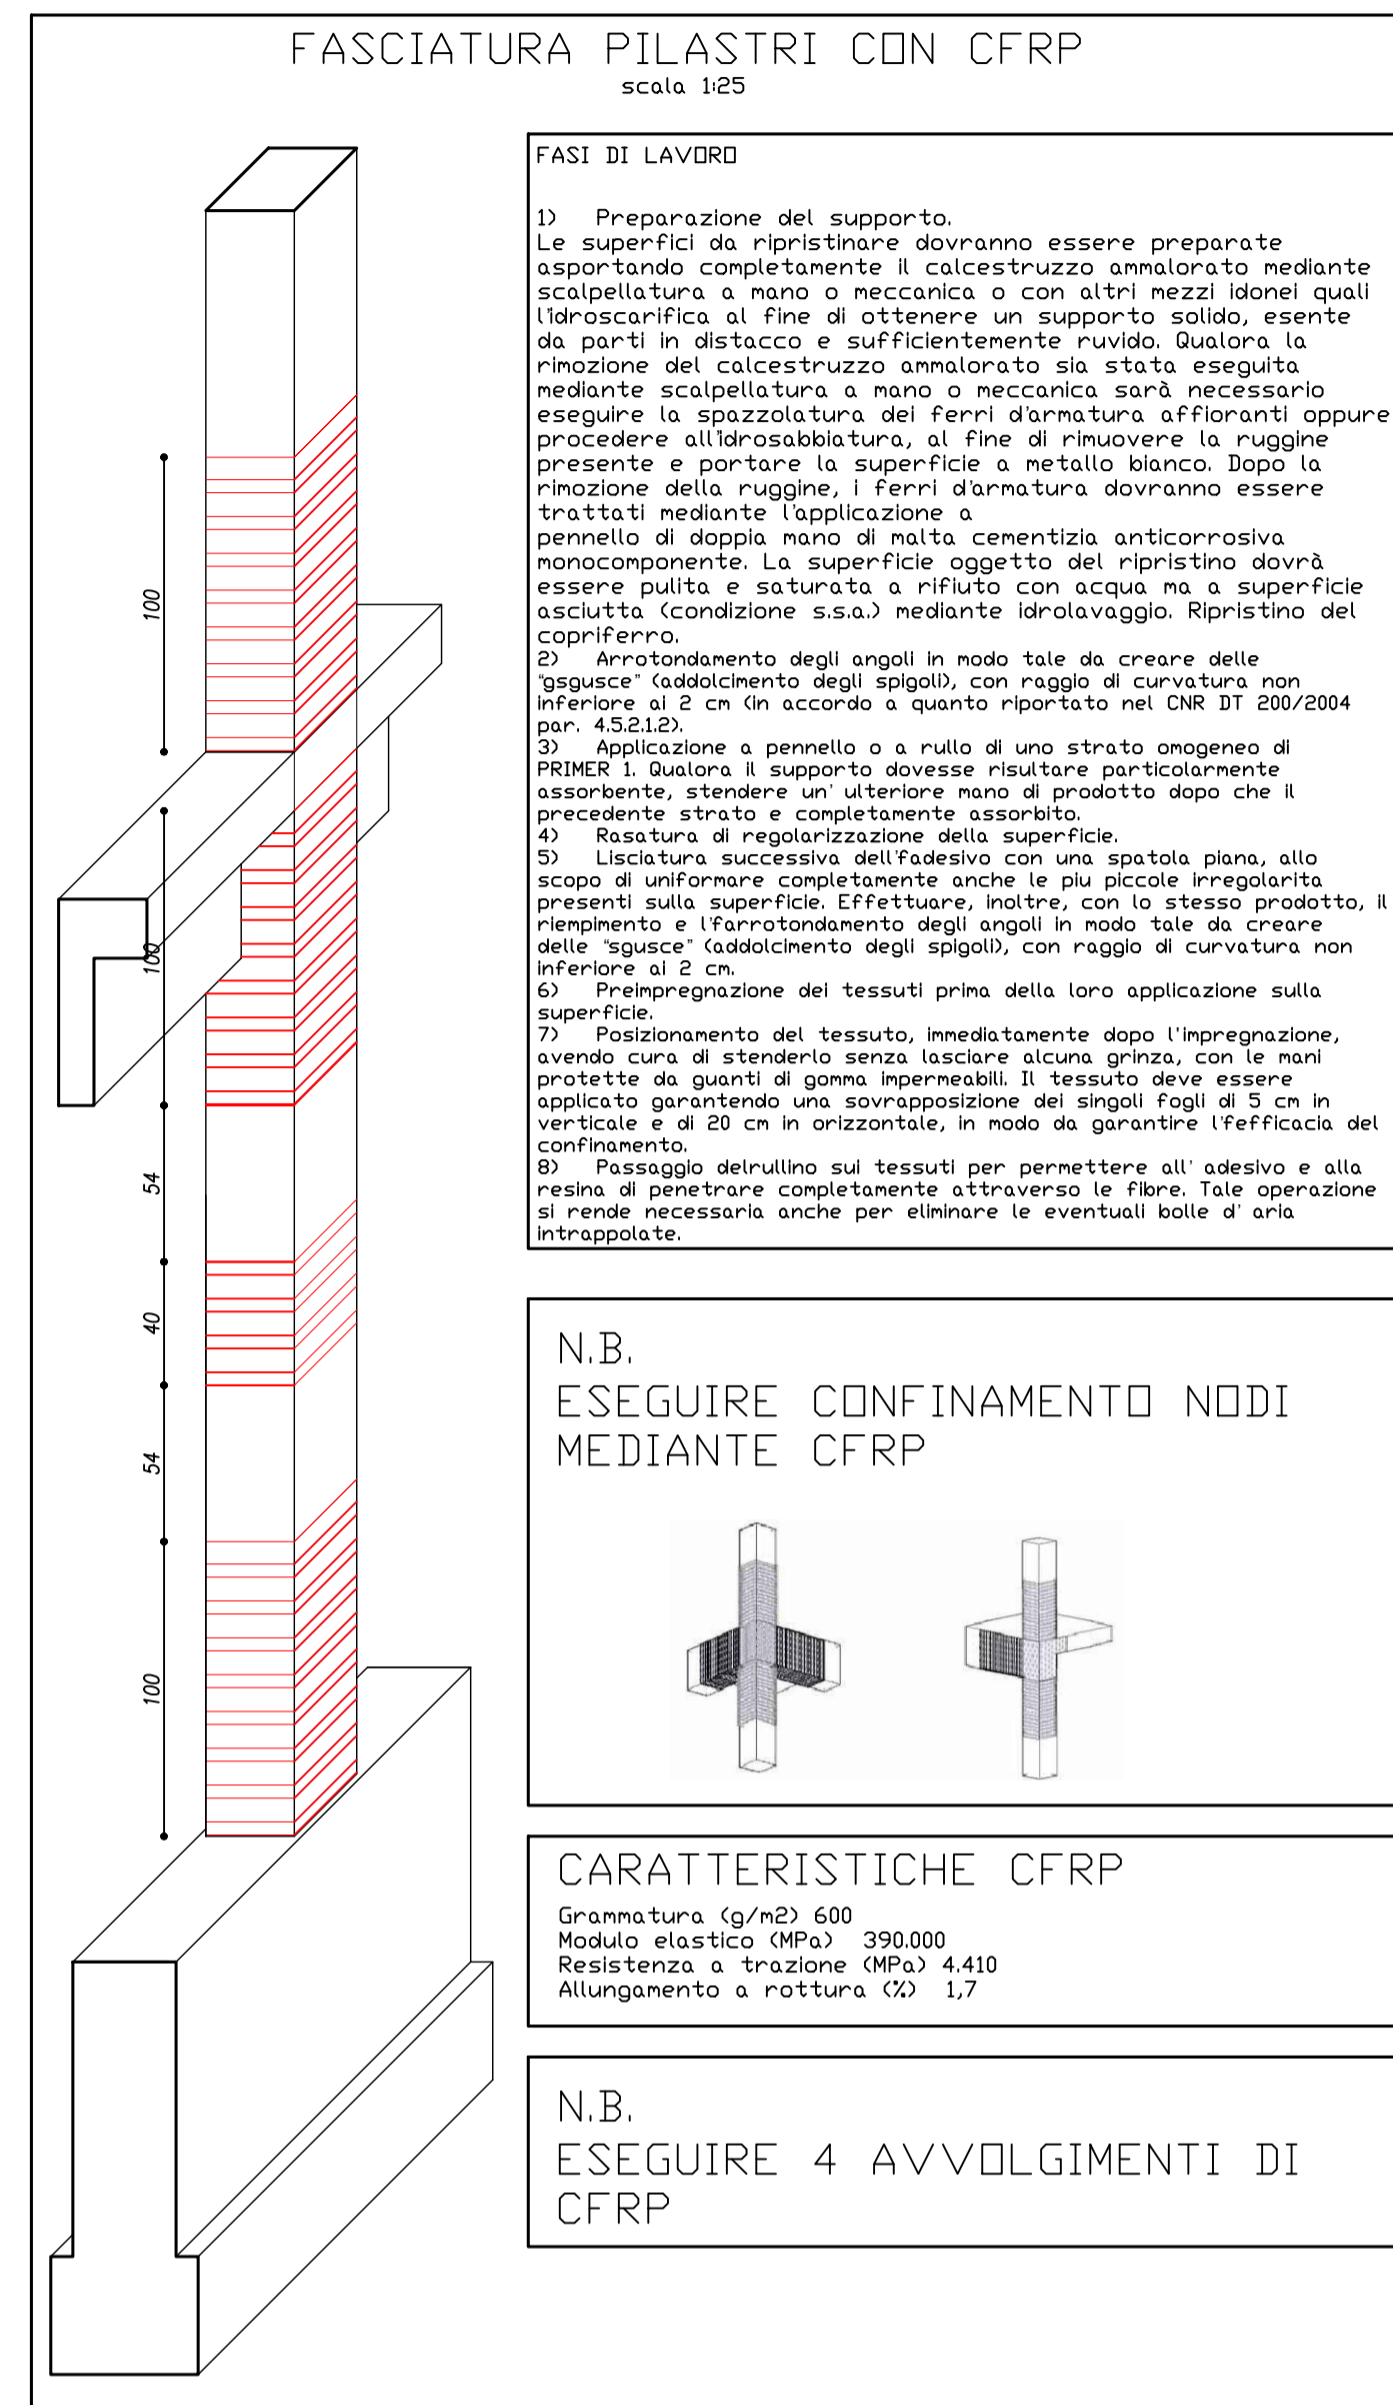 FASCIATURA PILASTRI CON CFRP
scala 1:25
FASI DI LAVORO
1) Preparazione del supporto.
Le superfici da ripristinare dovranno essere preparate
asportando completamente il calcestruzzo ammalorato mediante
scalpellatura a mano o meccanica o con altri mezzi idonei quali
l'idroscarifica al fine di ottenere un supporto solido, esente
da parti in distacco e sufficientemente ruvido. Qualora la
rimozione del calcestruzzo ammalorato sia stata eseguita
mediante scalpellatura a mano o meccanica sarà necessario
eseguire la spazzolatura dei ferri d'armatura affioranti oppure
procedere all'idrosabbiatura, al fine di rimuovere la ruggine
presente e portare la superficie a metallo bianco. Dopo la
rimozione della ruggine, i ferri d'armatura dovranno essere
trattati mediante l'applicazione a
pennello di doppia mano di malta cementizia anticorrosiva
monocomponente. La superficie oggetto del ripristino dovrà
essere pulita e saturata a rifiuto con acqua ma a superficie
asciutta (condizione s.s.a.) mediante idrolavaggio. Ripristino del
copriferro.
2) Arrotondamento degli angoli in modo tale da creare delle
"gsgusce" (addolcimento degli spigoli), con raggio di curvatura non
inferiore ai 2 cm (in accordo a quanto riportato nel CNR DT 200/2004
par. 4.5.2.1.2).
3) Applicazione a pennello o a rullo di uno strato omogeneo di
PRIMER 1. Qualora il supporto dovesse risultare particolarmente
assorbente, stendere un' ulteriore mano di prodotto dopo che il
precedente strato e completamente assorbito.
4) Rasatura di regolarizzazione della superficie.
5) Lisciatura successiva dell'fadesivo con una spatola piana, allo
scopo di uniformare completamente anche le piu piccole irregolarita
presenti sulla superficie. Effettuare, inoltre, con lo stesso prodotto, il
riempimento e l'farrotondamento degli angoli in modo tale da creare
delle "sgusce" (addolcimento degli spigoli), con raggio di curvatura non
inferiore ai 2 cm.
6) Preimpregnazione dei tessuti prima della loro applicazione sulla
superficie.
7) Posizionamento del tessuto, immediatamente dopo l'impregnazione,
avendo cura di stenderlo senza lasciare alcuna grinza, con le mani
protette da guanti di gomma impermeabili. Il tessuto deve essere
applicato garantendo una sovrapposizione dei singoli fogli di 5 cm in
verticale e di 20 cm in orizzontale, in modo da garantire l'fefficacia del
confinamento.
8) Passaggio delrullino sui tessuti per permettere all' adesivo e alla
resina di penetrare completamente attraverso le fibre. Tale operazione
si rende necessaria anche per eliminare le eventuali bolle d' aria
intrappolate.
100
100
54
40
54
100
N.B.
ESEGUIRE CONFINAMENTO NODI
MEDIANTE CFRP
CARATTERISTICHE CFRP
Grammatura (g/m2) 600
Modulo elastico (MPa) 390.000
Resistenza a trazione (MPa) 4.410
Allungamento a rottura (%) 1,7
N.B.
ESEGUIRE 4 AVVOLGIMENTI DI
CFRP